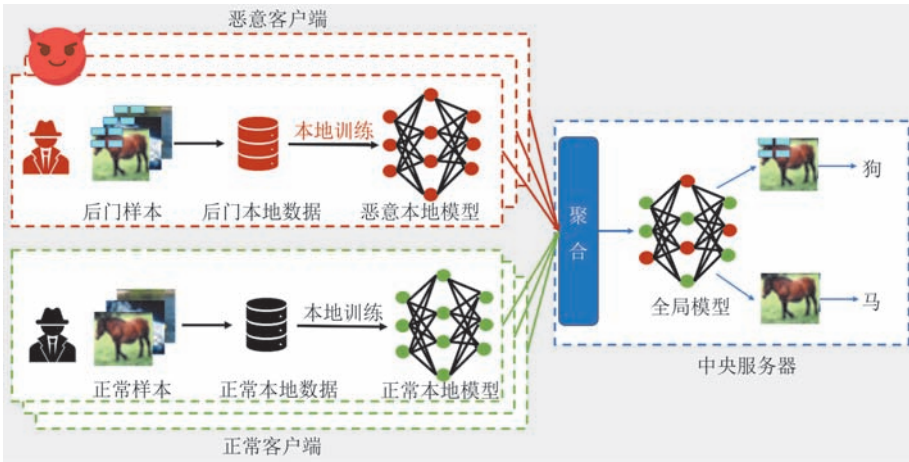 恶意客户端
本地训练
后门样本
后门本地数据
恶意本地模型
本地训练
正常样本
正常本地数据
正常本地模型
正常客户端
聚合
全局模型
狗
马
中央服务器